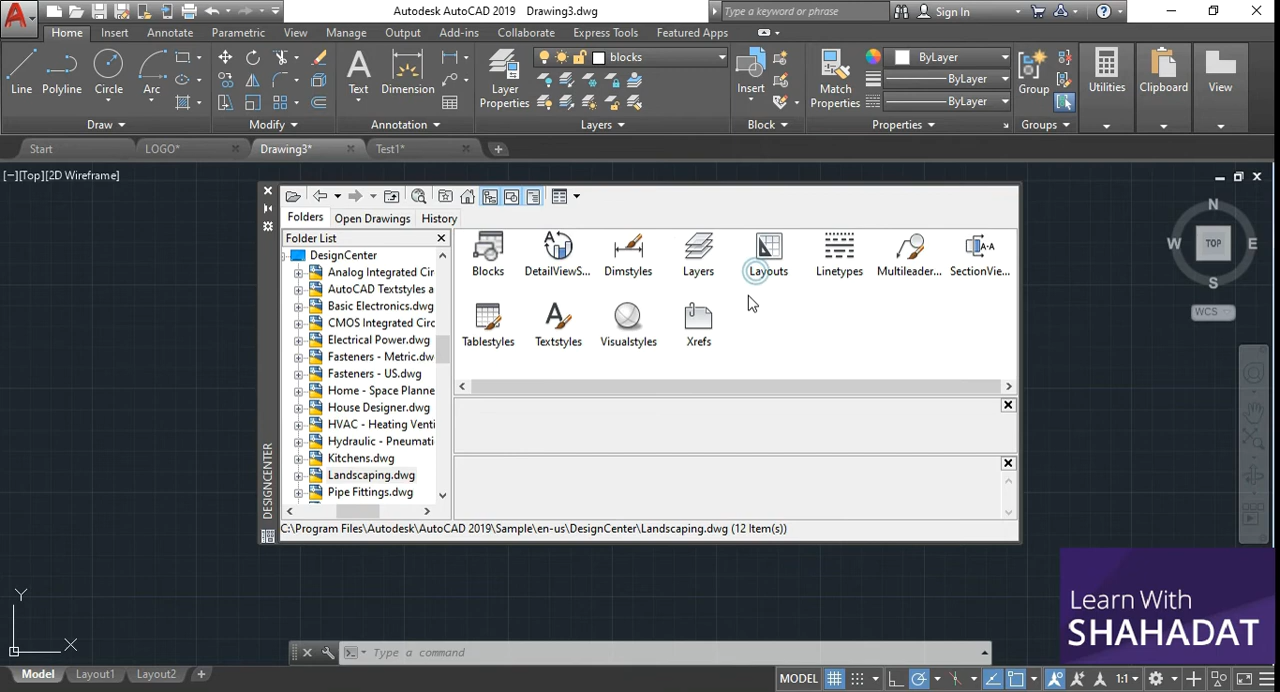 Autodesk AutoCAD 2019 Drawing3.dwg
Type a keyword or phrase
Sign In
Home Insert Annotate Parametric View Manage Output Add-ins Collaborate Express Tools Featured Apps
Line Polyline Circle Arc
Text Dimension
Layer Properties
blocks
Insert
Match Properties
ByLayer
ByLayer
ByLayer
Group
Utilities
Clipboard
View
Draw Modify Annotation Layers Block Properties Groups
Start LOGO* Drawing3* Test1*
[−][Top][2D Wireframe]
Folders Open Drawings History
Folder List
DesignCenter
Analog Integrated Cir
AutoCAD Textstyles a
Basic Electronics.dwg
CMOS Integrated Circ
Electrical Power.dwg
Fasteners - Metric.dw
Fasteners - US.dwg
Home - Space Planne
House Designer.dwg
HVAC - Heating Venti
Hydraulic - Pneumati
Kitchens.dwg
Landscaping.dwg
Pipe Fittings.dwg
Blocks DetailViewS... Dimstyles Layers Layouts Linetypes Multileader... SectionVie...
Tablestyles Textstyles Visualstyles Xrefs
DESIGNCENTER
C:\Program Files\Autodesk\AutoCAD 2019\Sample\en-us\DesignCenter\Landscaping.dwg (12 Item(s))
N
W TOP E
S
WCS
Y
X
Type a command
Learn With
SHAHADAT
Model Layout1 Layout2
MODEL
1:1